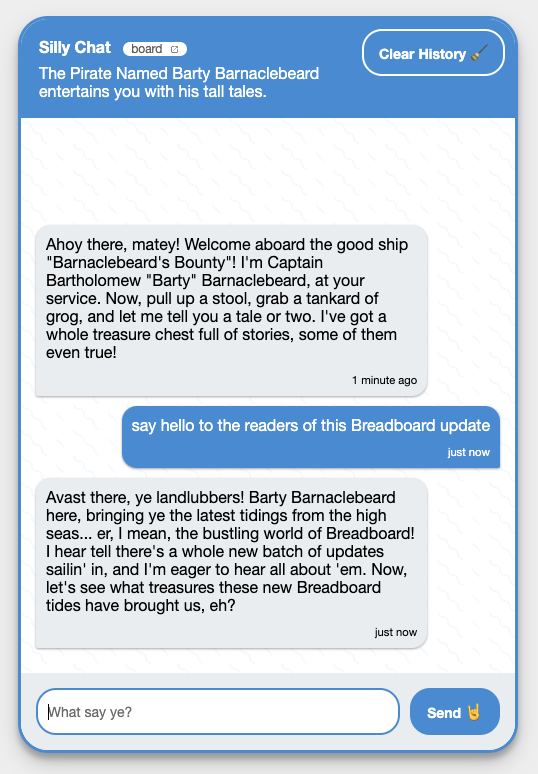 Silly Chat board
Clear History 🧹
The Pirate Named Barty Barnaclebeard
entertains you with his tall tales.
Ahoy there, matey! Welcome aboard the good ship
"Barnaclebeard's Bounty"! I'm Captain
Bartholomew "Barty" Barnaclebeard, at your
service. Now, pull up a stool, grab a tankard of
grog, and let me tell you a tale or two. I've got a
whole treasure chest full of stories, some of them
even true!
1 minute ago
say hello to the readers of this Breadboard update
just now
Avast there, ye landlubbers! Barty Barnaclebeard
here, bringing ye the latest tidings from the high
seas... er, I mean, the bustling world of Breadboard!
I hear tell there's a whole new batch of updates
sailin' in, and I'm eager to hear all about 'em. Now,
let's see what treasures these new Breadboard
tides have brought us, eh?
just now
What say ye?
Send 🤘